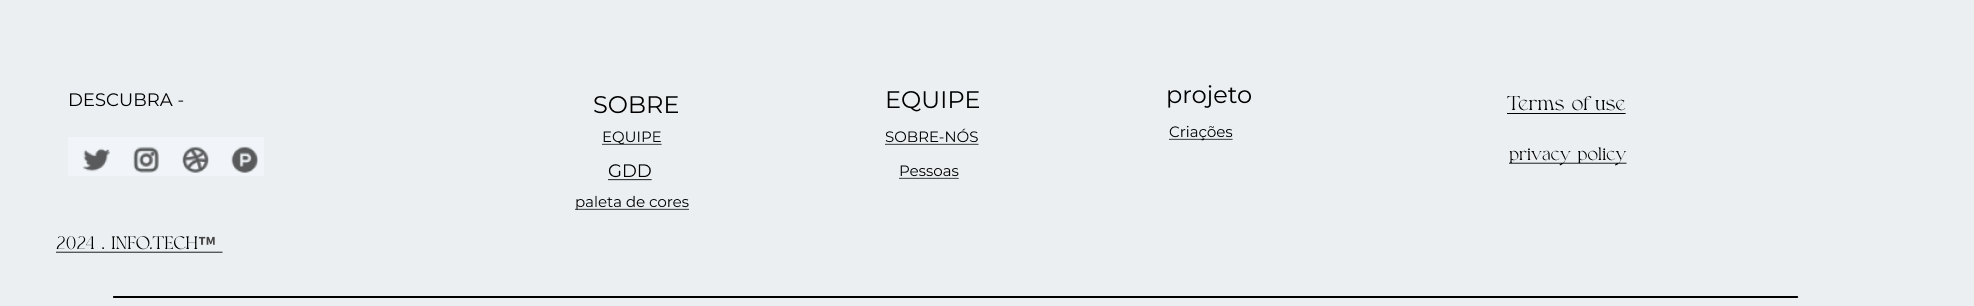 DESCUBRA -
2024 . INFO.TECH™
SOBRE
EQUIPE
GDD
paleta de cores
EQUIPE
SOBRE-NÓS
Pessoas
projeto
Criações
Terms of use
privacy policy